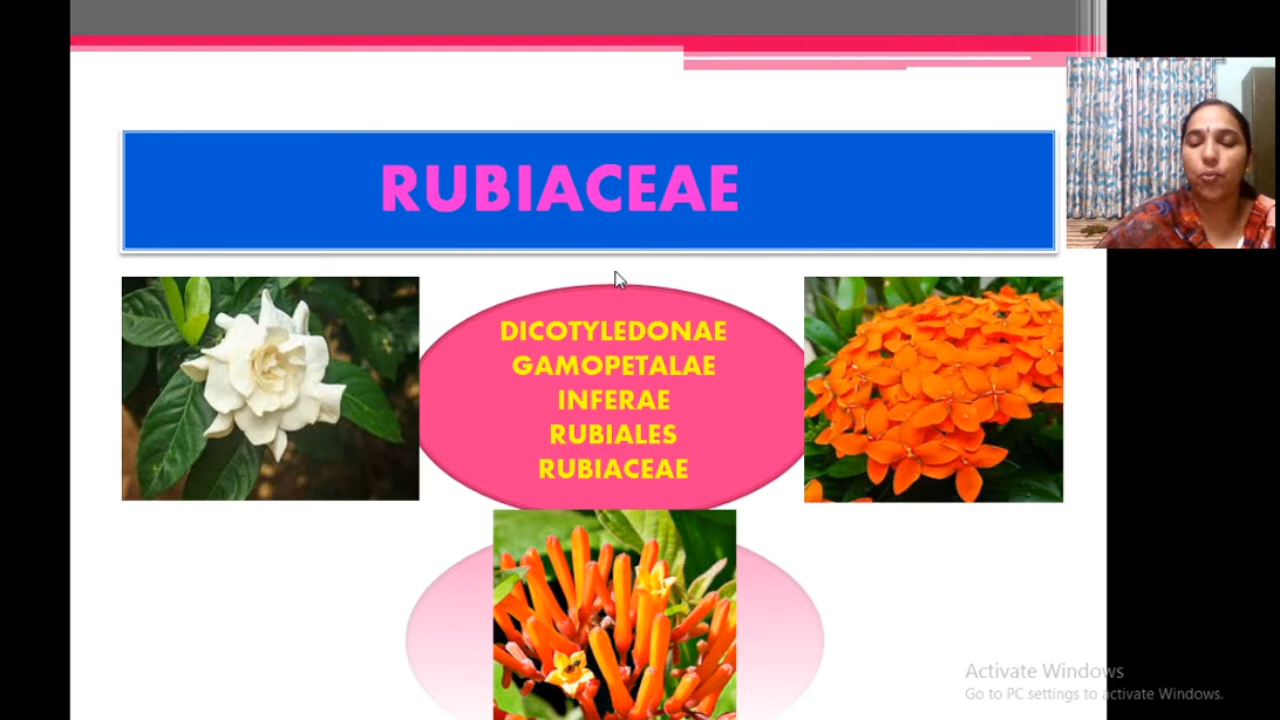 RUBIACEAE
DICOTYLEDONAE
GAMOPETALAE
INFERAE
RUBIALES
RUBIACEAE
Activate Windows
Go to PC settings to activate Windows.